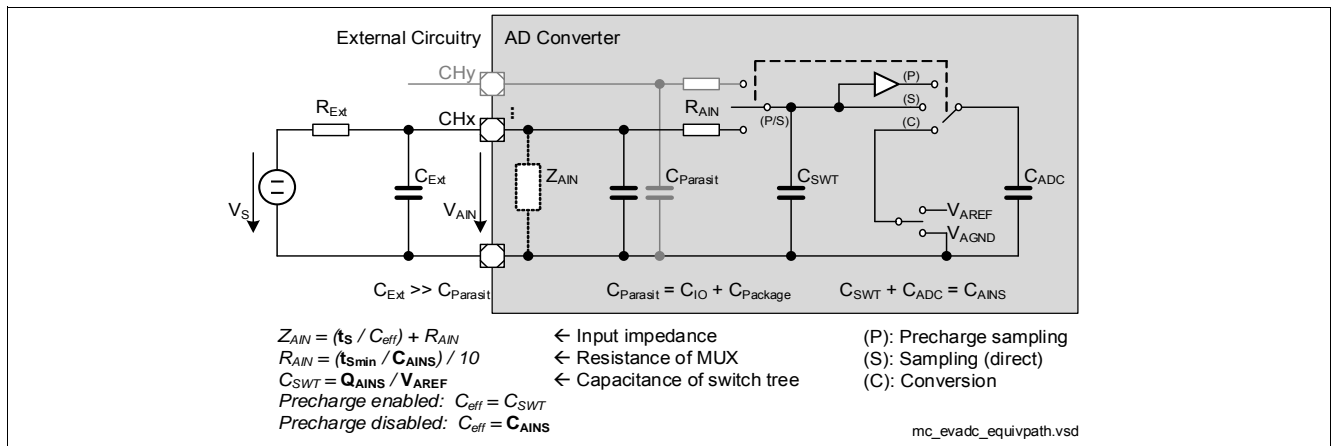 External Circuitry
AD Converter
CHy
(P)
R_Ext
R_AIN
(S)
CHx
(P/S)
(C)
C_Ext
Z_AIN
C_Parasit
C_SWT
C_ADC
V_S
V_AIN
V_AREF
V_AGND
C_Ext >> C_Parasit
C_Parasit = C_IO + C_Package
C_SWT + C_ADC = C_AINS
Z_AIN = (t_S / C_eff) + R_AIN ← Input impedance (P): Precharge sampling
R_AIN = (t_Smin / C_AINS) / 10 ← Resistance of MUX (S): Sampling (direct)
C_SWT = Q_AINS / V_AREF ← Capacitance of switch tree (C): Conversion
Precharge enabled: C_eff = C_SWT
Precharge disabled: C_eff = C_AINS
mc_evadc_equivpath.vsd